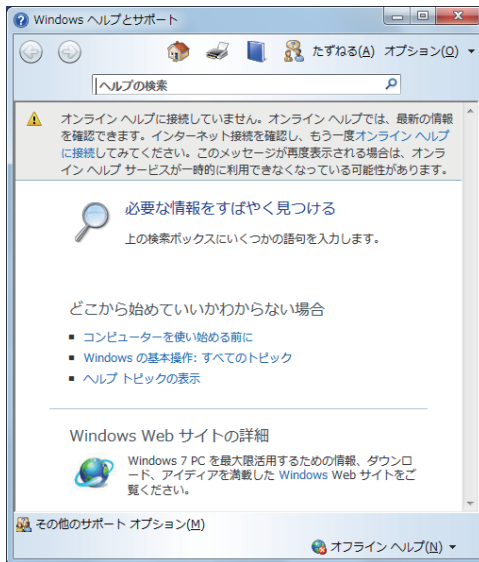 Windows ヘルプとサポート
たずねる(A) オプション(O)
ヘルプの検索
オンライン ヘルプに接続していません。オンライン ヘルプでは、最新の情報
を確認できます。インターネット接続を確認し、もう一度オンライン ヘルプ
に接続してみてください。このメッセージが再度表示される場合は、オンラ
イン ヘルプ サービスが一時的に利用できなくなっている可能性があります。
必要な情報をすばやく見つける
上の検索ボックスにいくつかの語句を入力します。
どこから始めていいかわからない場合
コンピューターを使い始める前に
Windows の基本操作: すべてのトピック
ヘルプ トピックの表示
Windows Web サイトの詳細
Windows 7 PC を最大限活用するための情報、ダウンロ
ード、アイディアを満載した Windows Web サイトをご
覧ください。
その他のサポート オプション(M)
オフライン ヘルプ(N)